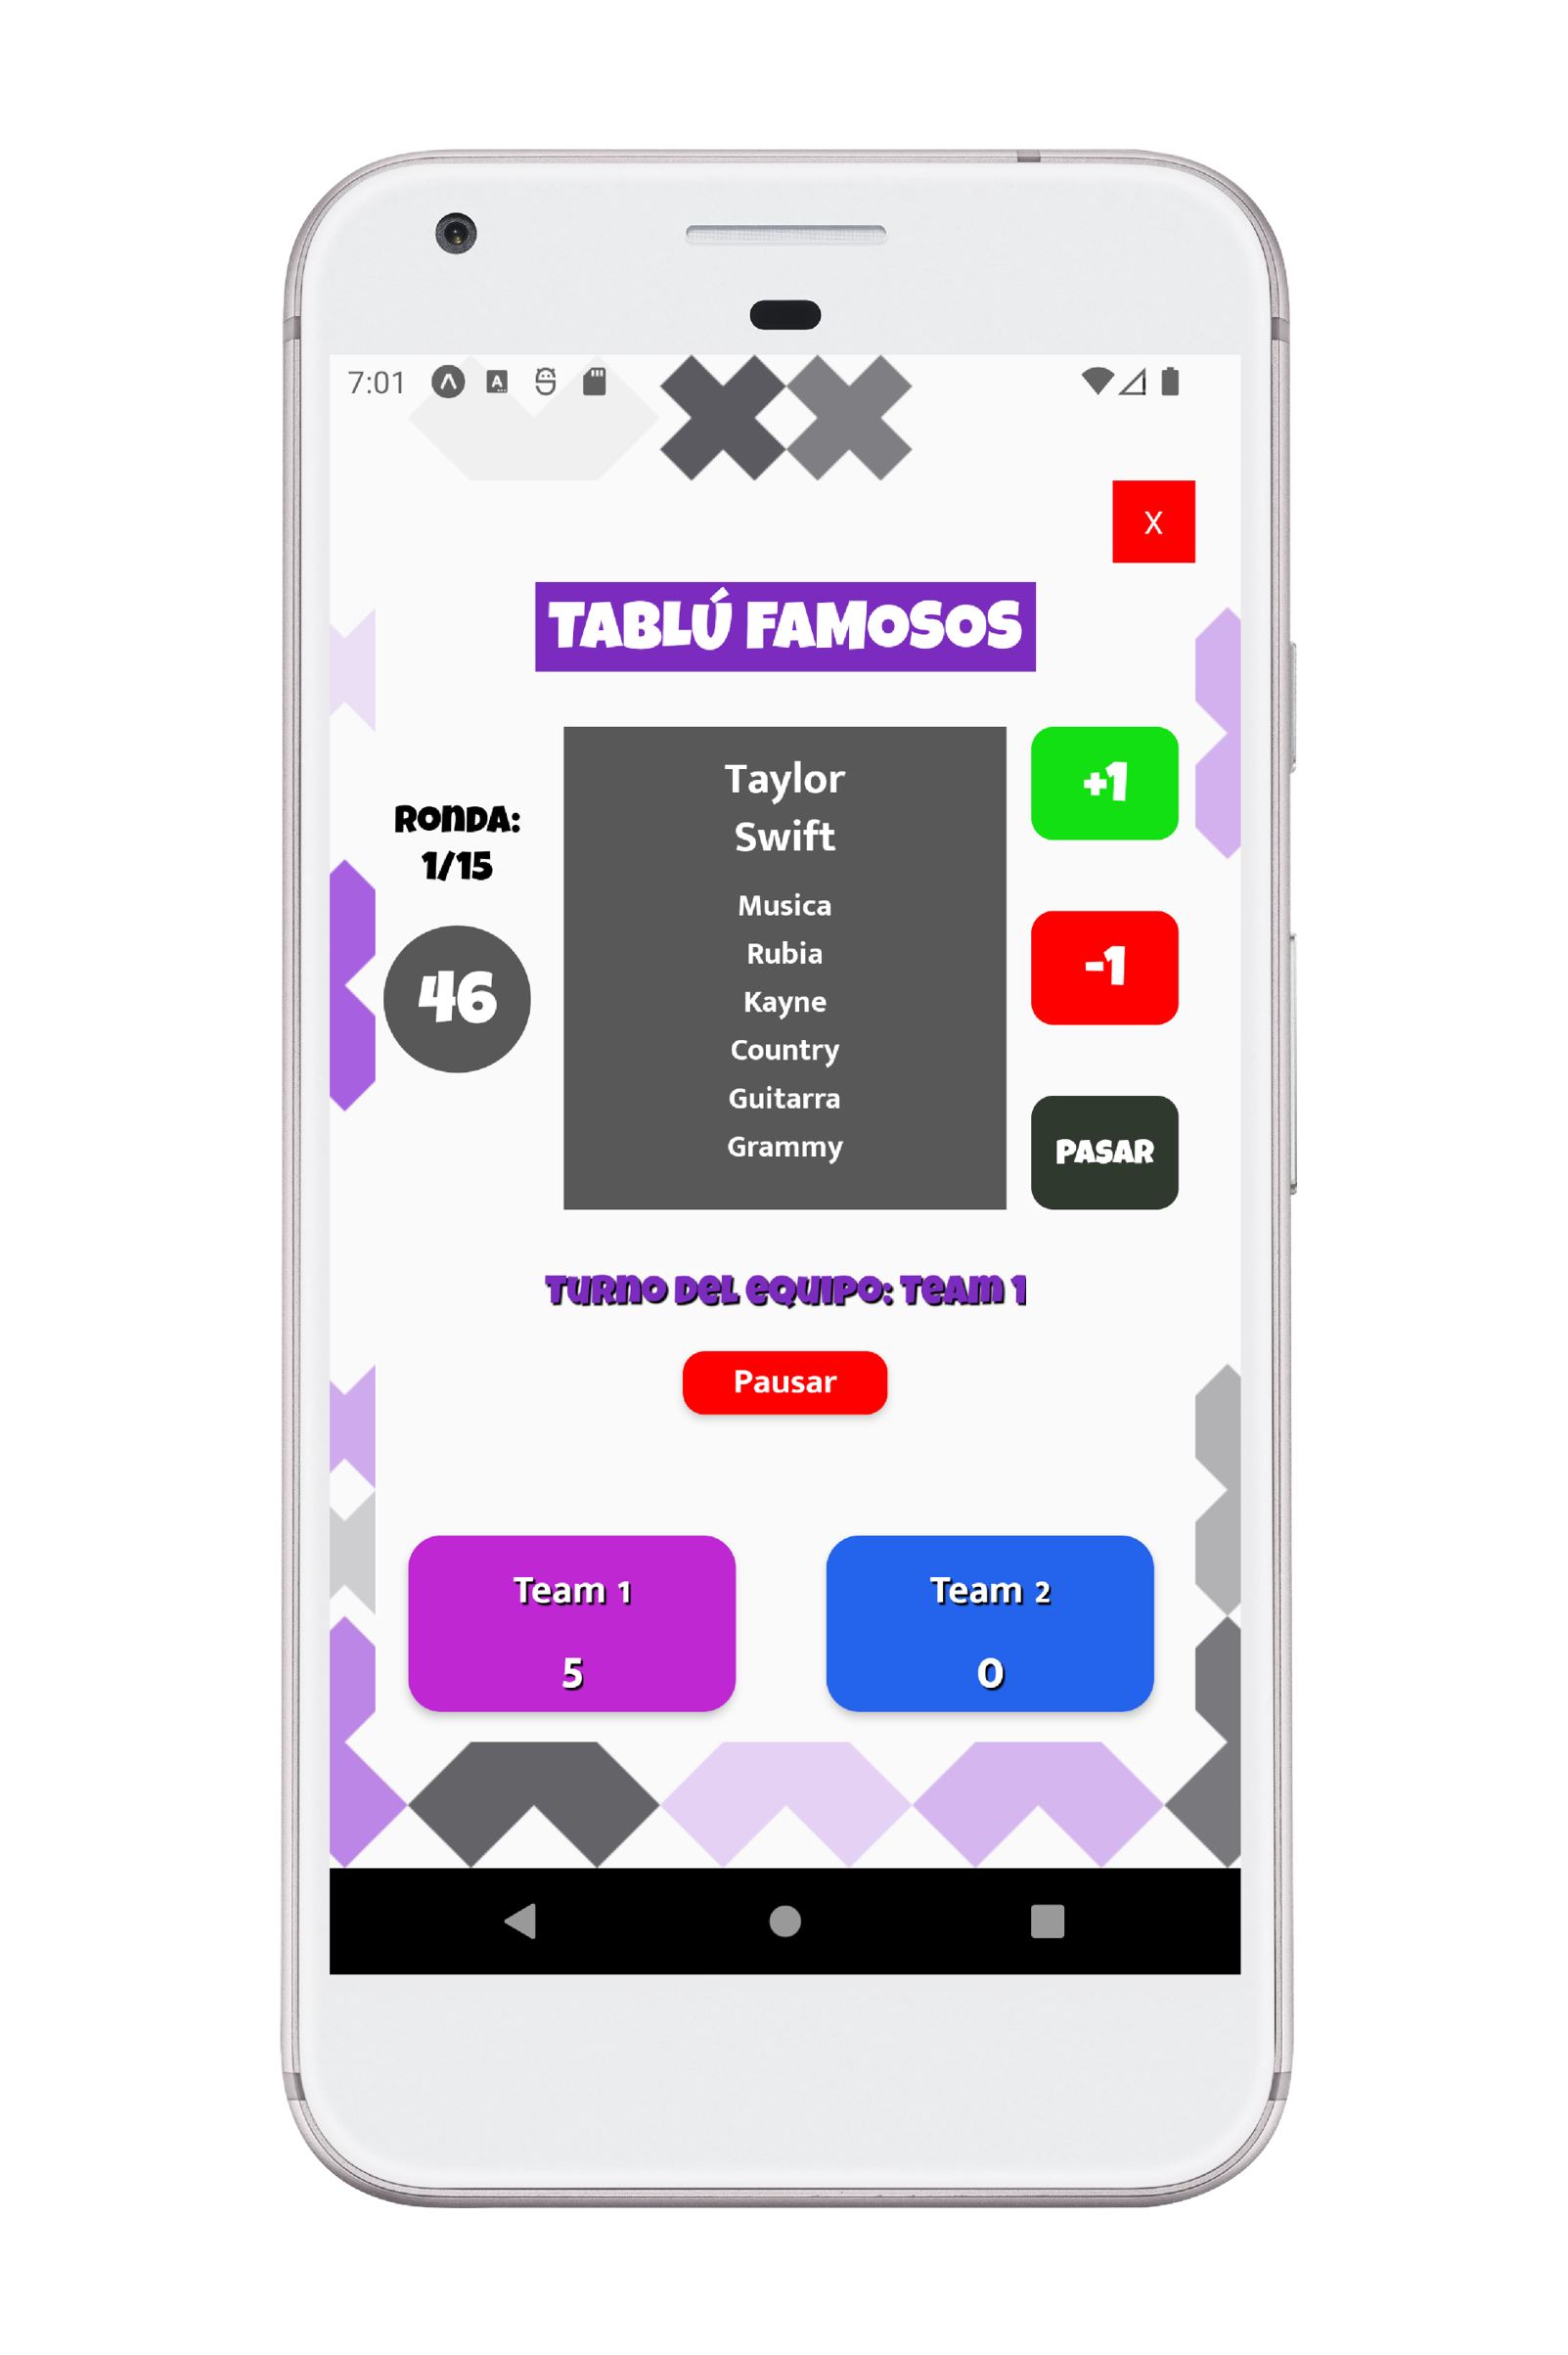 7:01
X
TABLÚ FAMOSOS
Taylor
Swift
Musica
Rubia
Kayne
Country
Guitarra
Grammy
RONDA:
1/15
46
+1
-1
PASAR
Turno del equipo: Team 1
Pausar
Team 1
5
Team 2
0